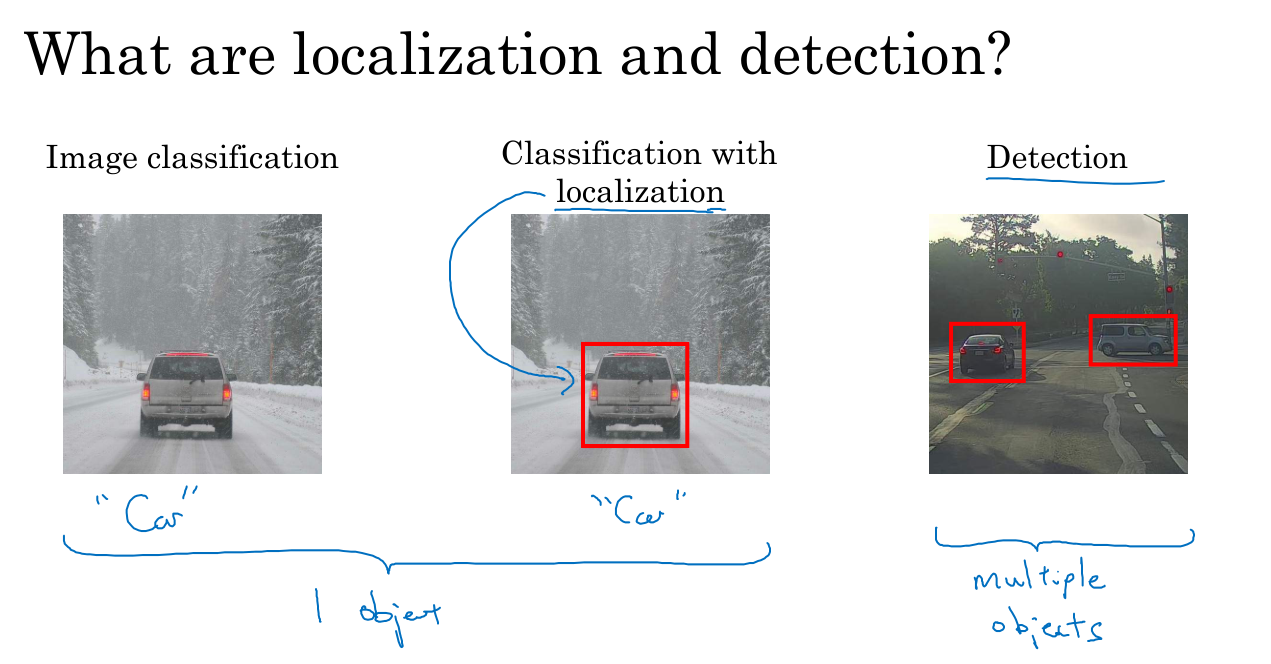 What are localization and detection?
Image classification
Classification with
localization
Detection
"Car"
"Car"
1 object
multiple
objects